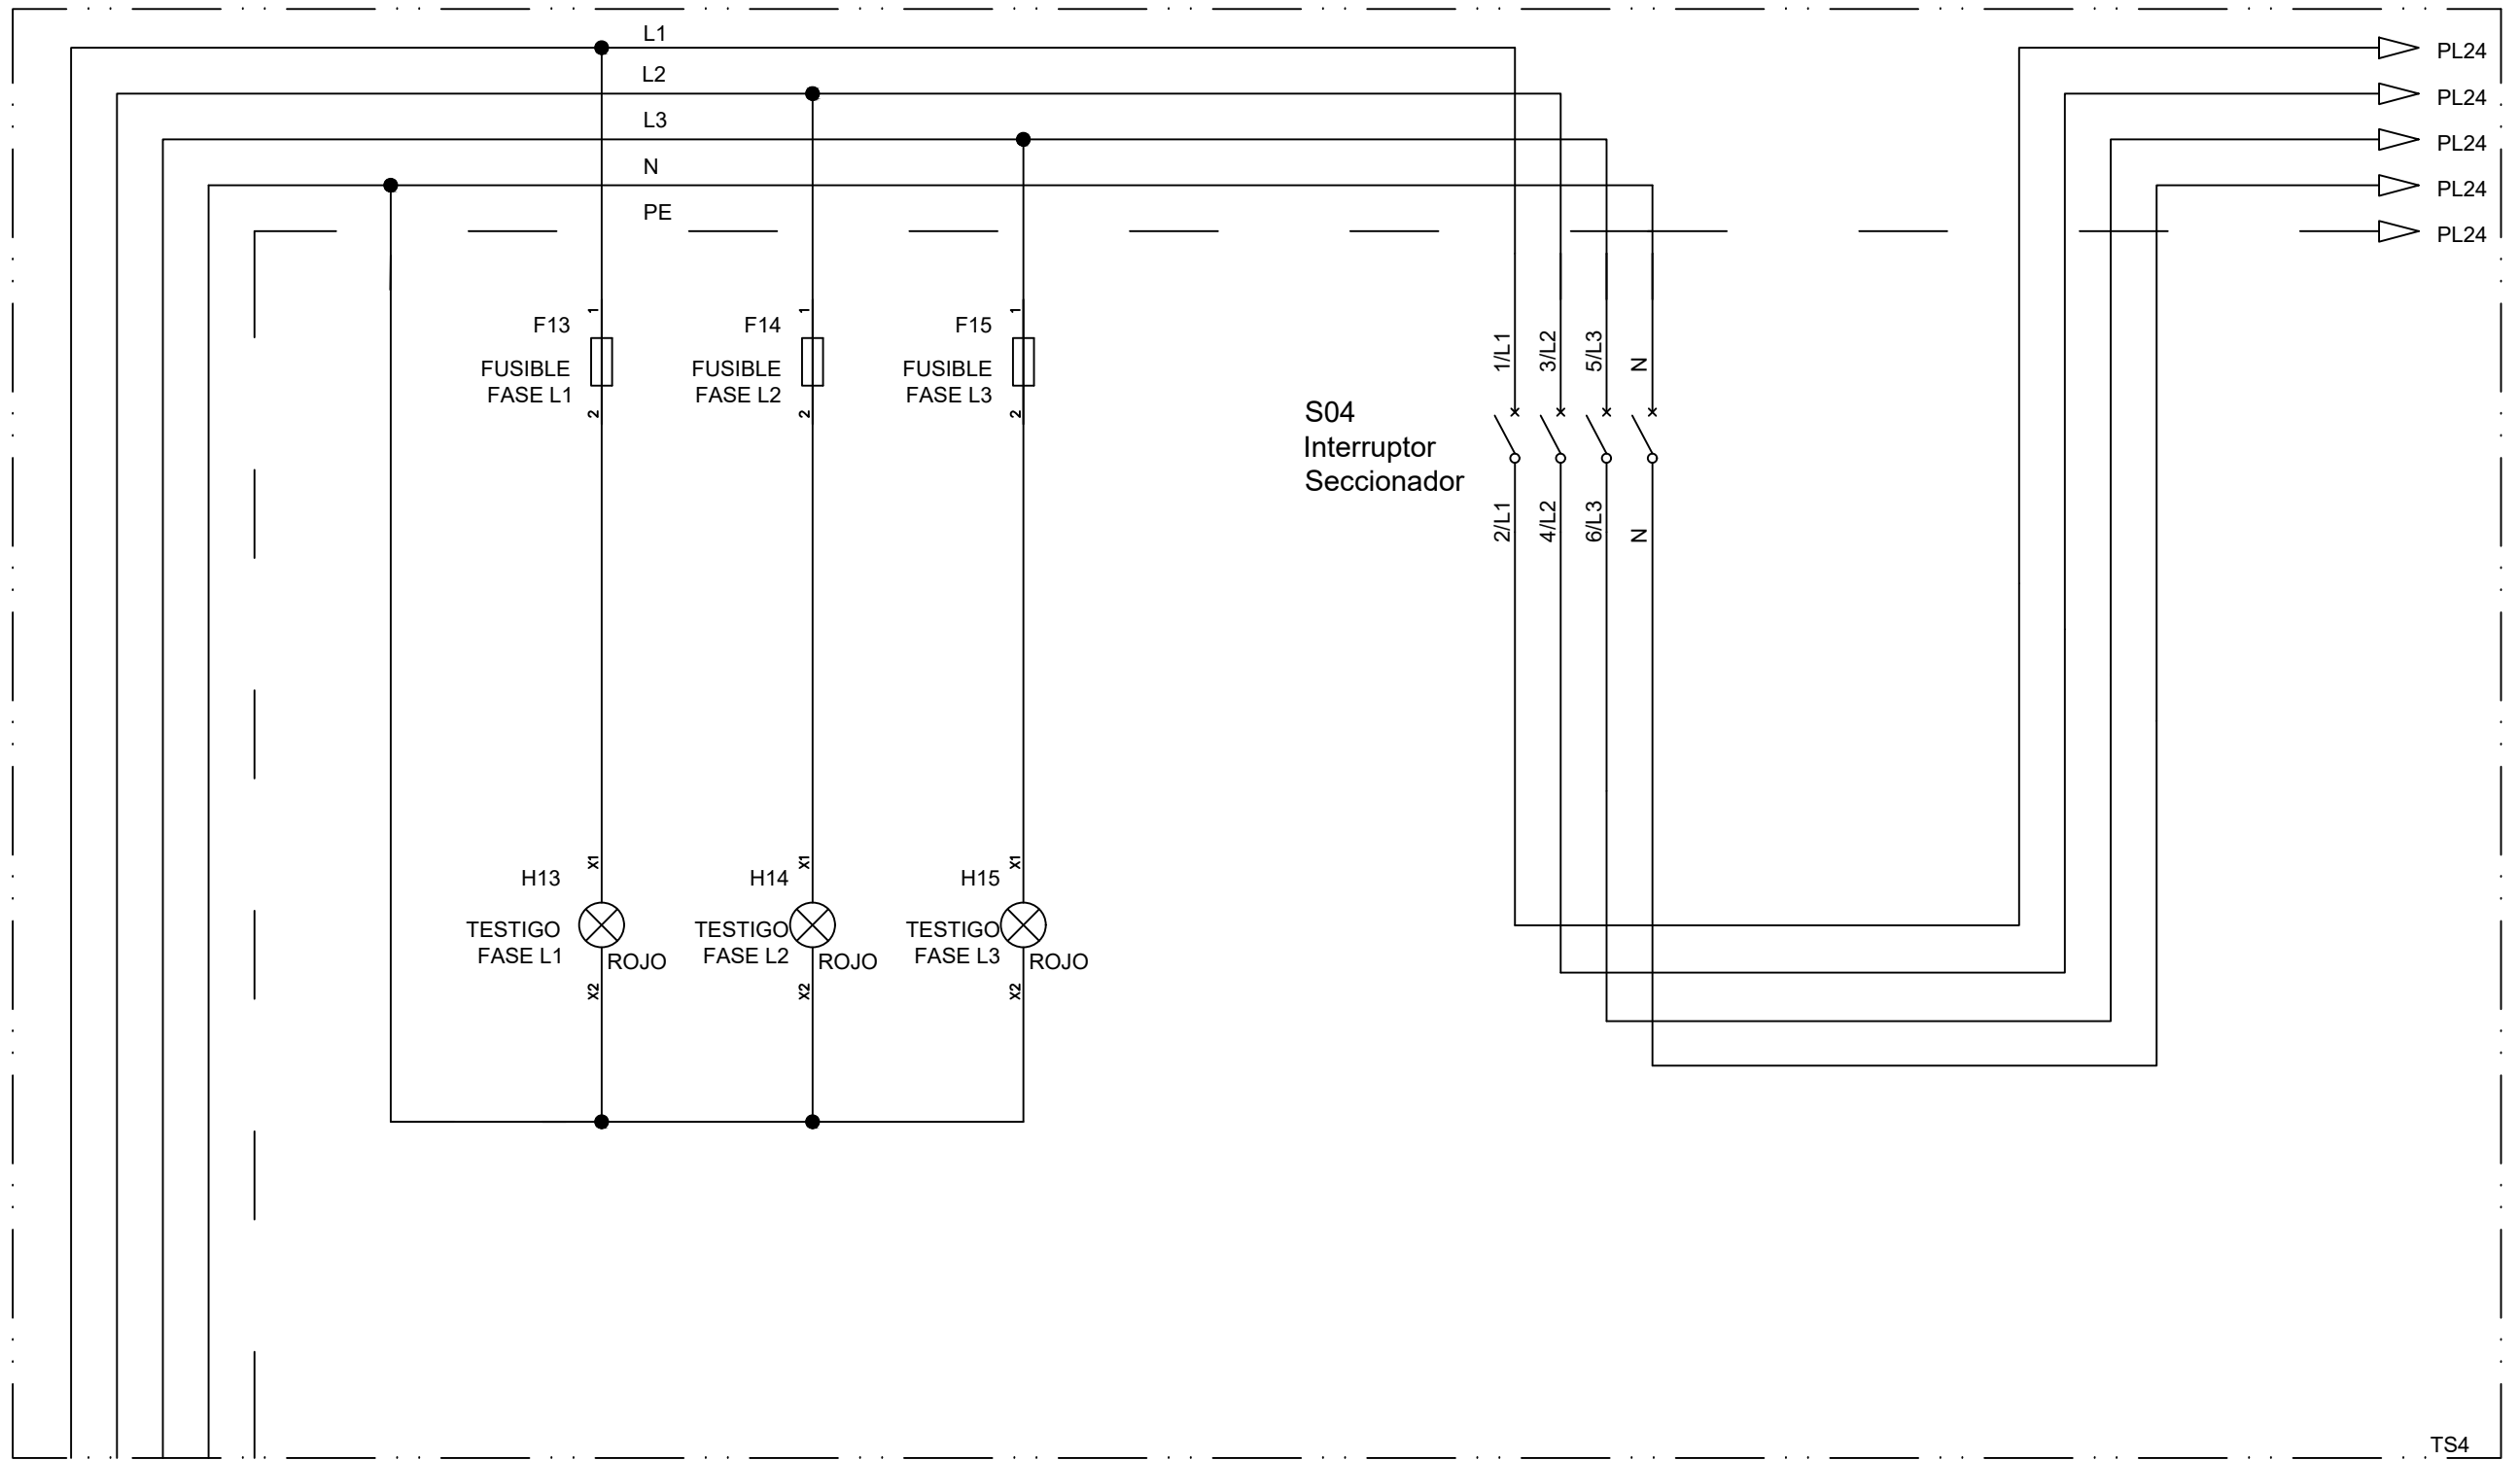 L1
PL24
L2
PL24
L3
PL24
N
PL24
PE
PL24
1
F13
FUSIBLE
FASE L1
2
1
F14
FUSIBLE
FASE L2
2
1
F15
FUSIBLE
FASE L3
2
1/L1
3/L2
5/L3
N
S04
Interruptor
Seccionador
2/L1
4/L2
6/L3
N
X1
H13
TESTIGO
FASE L1
ROJO
X2
X1
H14
TESTIGO
FASE L2
ROJO
X2
X1
H15
TESTIGO
FASE L3
ROJO
X2
TS4